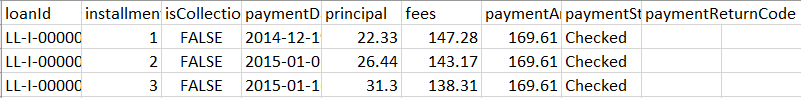 loanId installmen isCollectio paymentD principal fees paymentA paymentSt paymentReturnCode
LL-I-00000 1 FALSE 2014-12-1 22.33 147.28 169.61 Checked
LL-I-00000 2 FALSE 2015-01-0 26.44 143.17 169.61 Checked
LL-I-00000 3 FALSE 2015-01-1 31.3 138.31 169.61 Checked